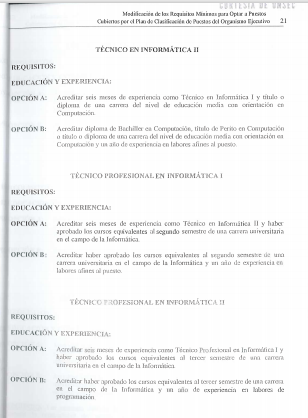 CORTESIA DE ONSEC
Modificación de los Requisitos Mínimos para Optar a Puestos
Cubiertos por el Plan de Clasificación de Puestos del Organismo Ejecutivo 21
TÉCNICO EN INFORMÁTICA II
REQUISITOS:
EDUCACIÓN Y EXPERIENCIA:
OPCIÓN A: Acreditar seis meses de experiencia como Técnico en Informática I y título o
diploma de una carrera del nivel de educación media con orientación en
Computación.
OPCIÓN B: Acreditar diploma de Bachiller en Computación, título de Perito en Computación
o título o diploma de una carrera del nivel de educación media con orientación en
Computación y un año de experiencia en labores afines al puesto.
TÉCNICO PROFESIONAL EN INFORMÁTICA I
REQUISITOS:
EDUCACIÓN Y EXPERIENCIA:
OPCIÓN A: Acreditar seis meses de experiencia como Técnico en Informática II y haber
aprobado los cursos equivalentes al segundo semestre de una carrera universitaria
en el campo de la Informática.
OPCIÓN B: Acreditar haber aprobado los cursos equivalentes al segundo semestre de una
carrera universitaria en el campo de la Informática y un año de experiencia en
labores afines al puesto.
TÉCNICO PROFESIONAL EN INFORMÁTICA II
REQUISITOS:
EDUCACIÓN Y EXPERIENCIA:
OPCIÓN A: Acreditar seis meses de experiencia como Técnico Profesional en Informática I y
haber aprobado los cursos equivalentes al tercer semestre de una carrera
universitaria en el campo de la Informática.
OPCIÓN B: Acreditar haber aprobado los cursos equivalentes al tercer semestre de una carrera
en el campo de la Informática y un año de experiencia en labores de
programación.